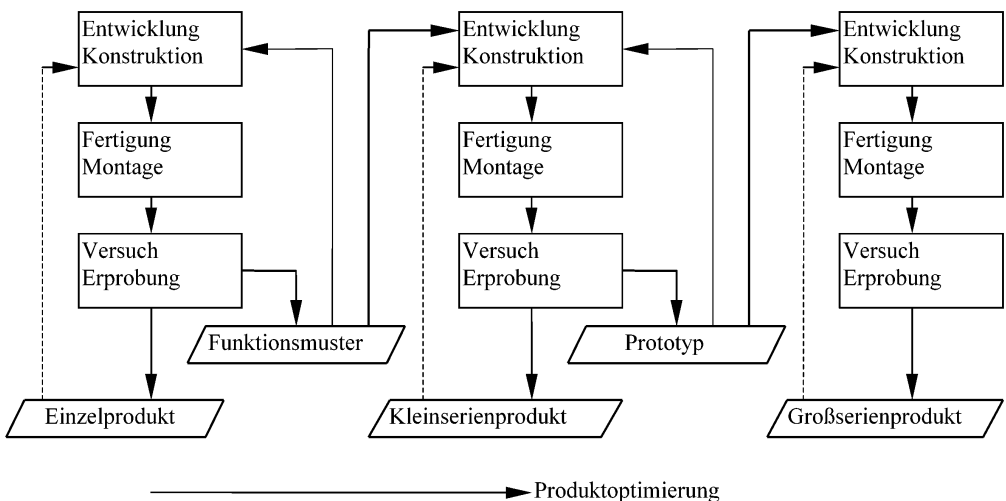 Entwicklung
Konstruktion
Fertigung
Montage
Versuch
Erprobung
Funktionsmuster
Einzelprodukt
Entwicklung
Konstruktion
Fertigung
Montage
Versuch
Erprobung
Prototyp
Kleinserienprodukt
Entwicklung
Konstruktion
Fertigung
Montage
Versuch
Erprobung
Großserienprodukt
Produktoptimierung